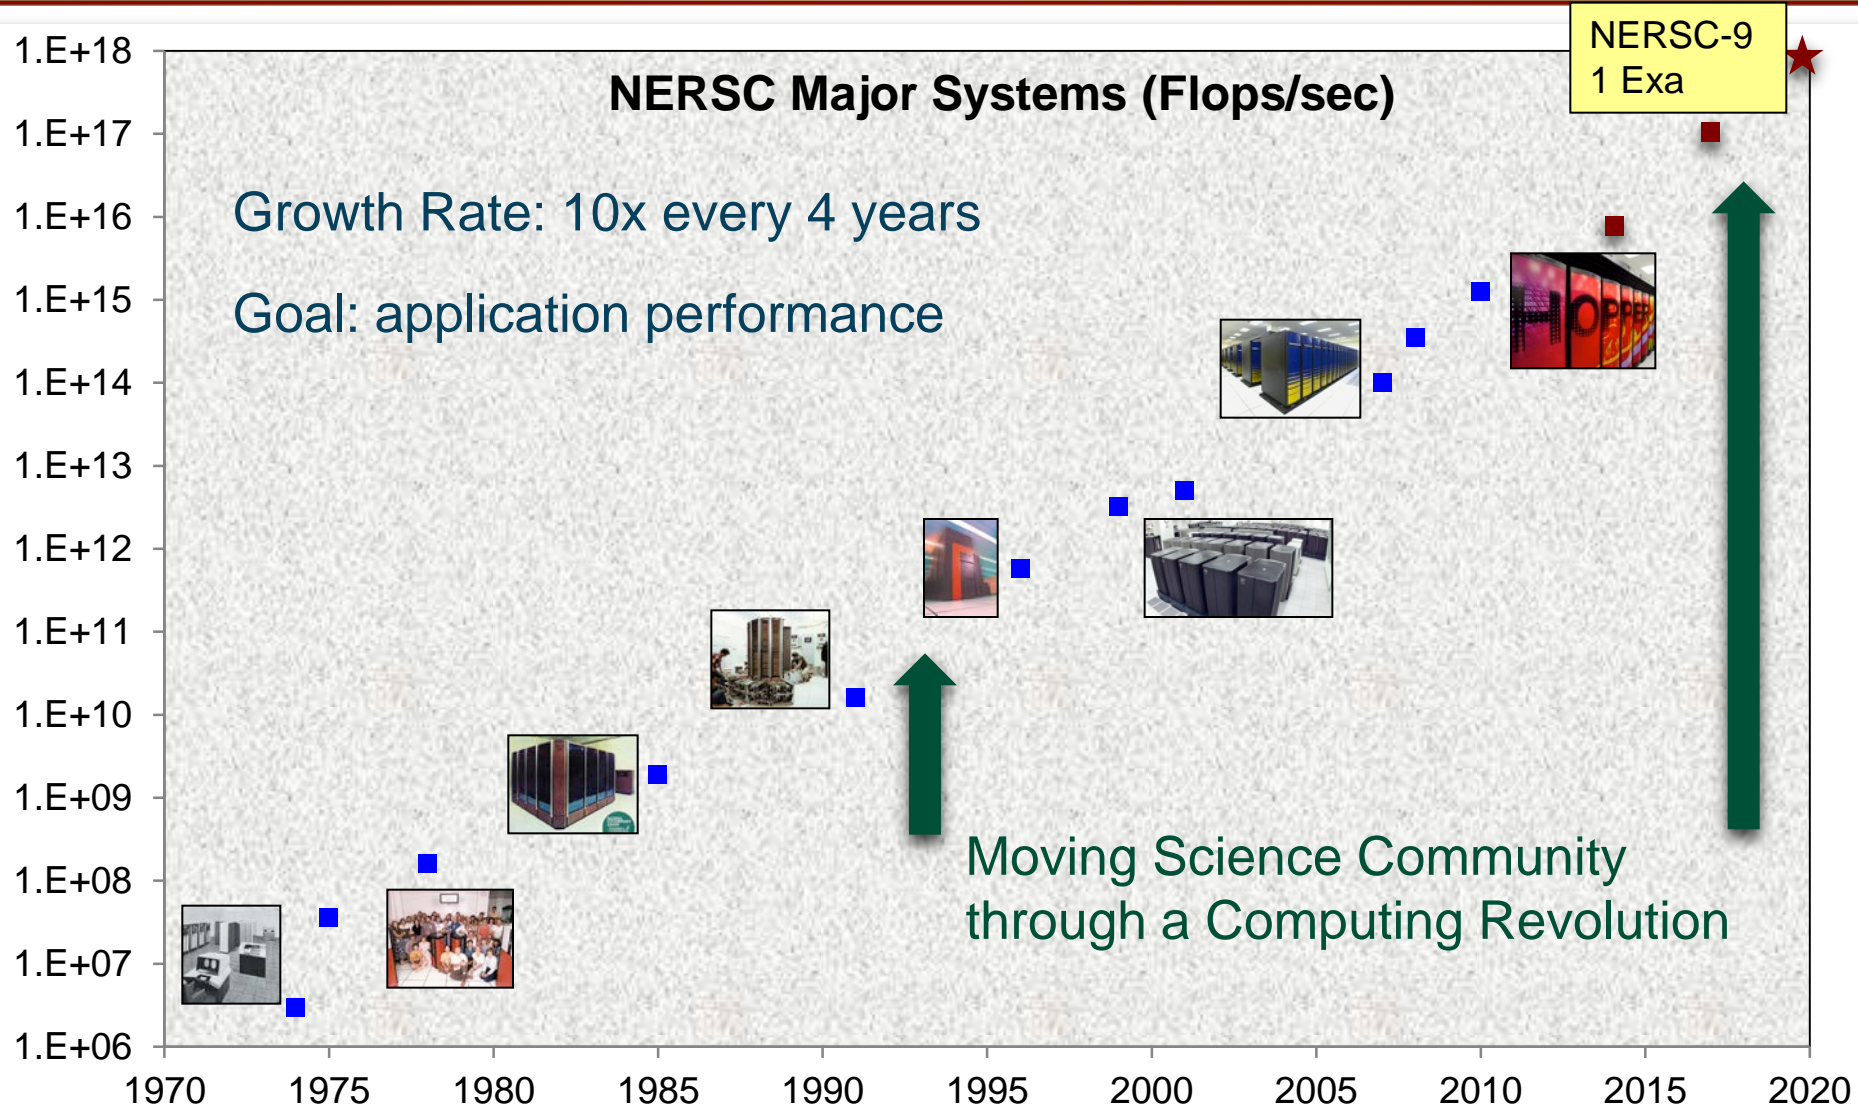 NERSC-9
1 Exa
NERSC Major Systems (Flops/sec)
Growth Rate: 10x every 4 years
Goal: application performance
HOPPER
Moving Science Community
through a Computing Revolution
1.E+18
1.E+17
1.E+16
1.E+15
1.E+14
1.E+13
1.E+12
1.E+11
1.E+10
1.E+09
1.E+08
1.E+07
1.E+06
1970 1975 1980 1985 1990 1995 2000 2005 2010 2015 2020